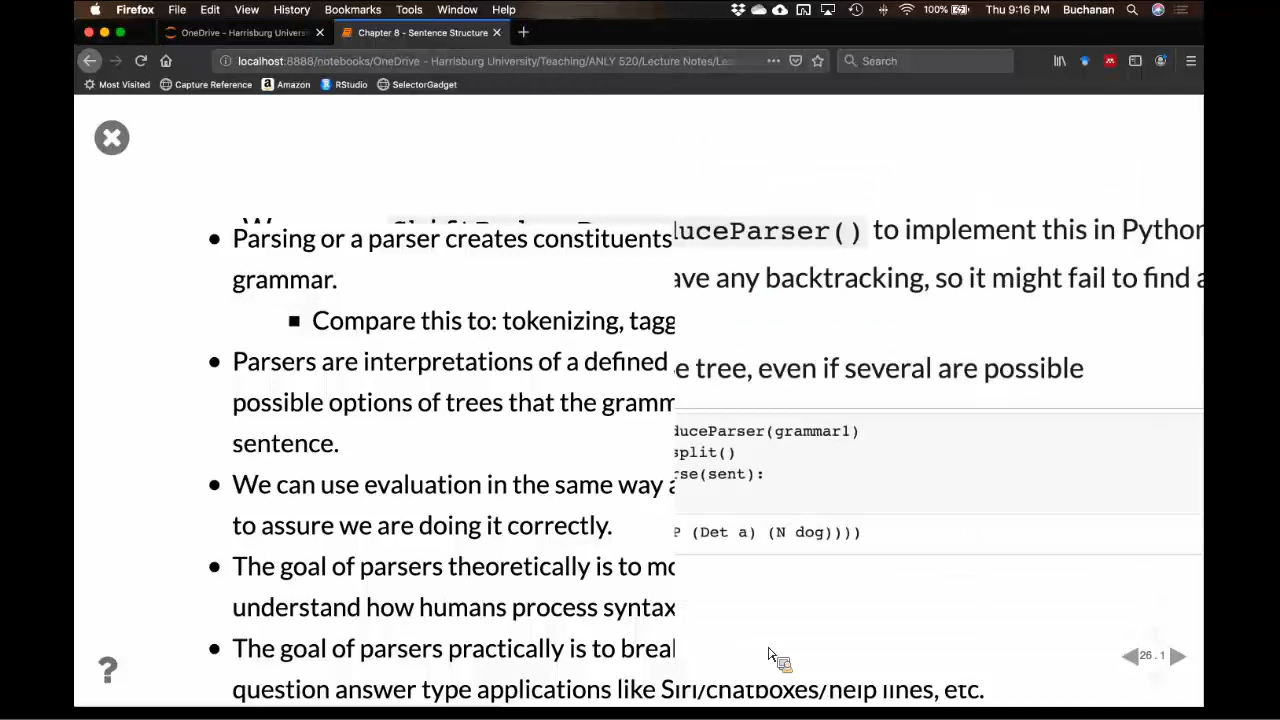 Firefox File Edit View History Bookmarks Tools Window Help 100% Thu 9:16 PM Buchanan
OneDrive - Harrisburg Universi Chapter 8 - Sentence Structure
localhost:8888/notebooks/OneDrive - Harrisburg University/Teaching/ANLY 520/Lecture Notes/Lec Search
Most Visited Capture Reference Amazon RStudio SelectorGadget
duceParser() to implement this in Python
Parsing or a parser creates constituents
ave any backtracking, so it might fail to find a
grammar.
Compare this to: tokenizing, tagg
Parsers are interpretations of a defined
e tree, even if several are possible
possible options of trees that the gramm
duceParser(grammar1)
sentence.
split()
rse(sent):
We can use evaluation in the same way a
to assure we are doing it correctly.
P (Det a) (N dog))))
The goal of parsers theoretically is to mo
understand how humans process syntax
The goal of parsers practically is to break
question answer type applications like Siri/chatboxes/help lines, etc.
26.1